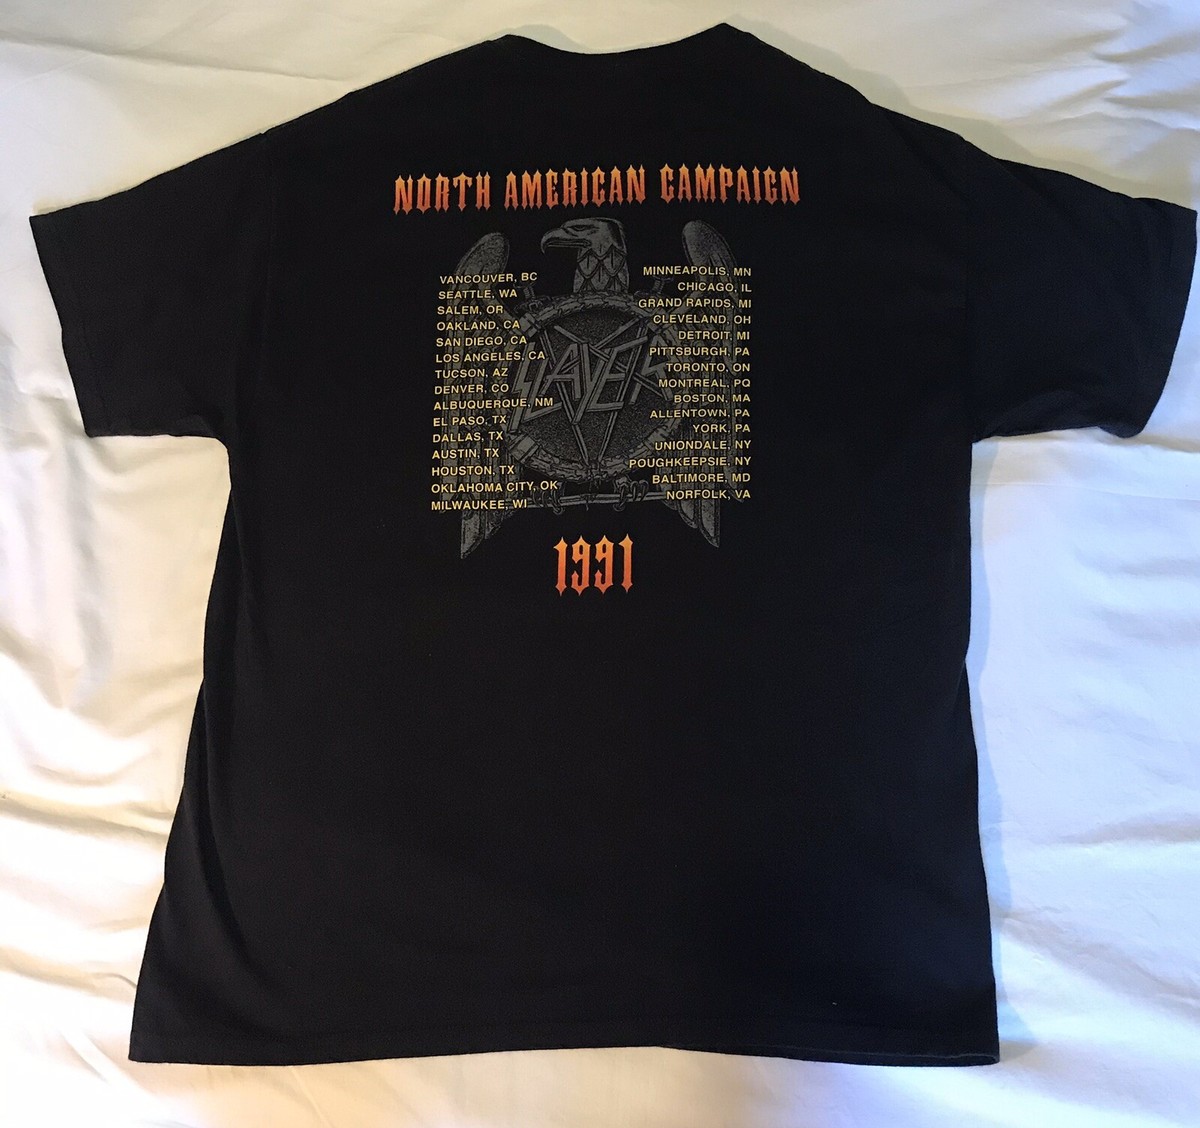 NORTH AMERICAN CAMPAIGN
VANCOUVER, BC
SEATTLE, WA
SALEM, OR
OAKLAND, CA
SAN DIEGO, CA
LOS ANGELES, CA
TUCSON, AZ
DENVER, CO
ALBUQUERQUE, NM
EL PASO, TX
DALLAS, TX
AUSTIN, TX
HOUSTON, TX
OKLAHOMA CITY, OK
MILWAUKEE, WI
MINNEAPOLIS, MN
CHICAGO, IL
GRAND RAPIDS, MI
CLEVELAND, OH
DETROIT, MI
PITTSBURGH, PA
TORONTO, ON
MONTREAL, PQ
BOSTON, MA
ALLENTOWN, PA
YORK, PA
UNIONDALE, NY
POUGHKEEPSIE, NY
BALTIMORE, MD
NORFOLK, VA
SLAYER
1991